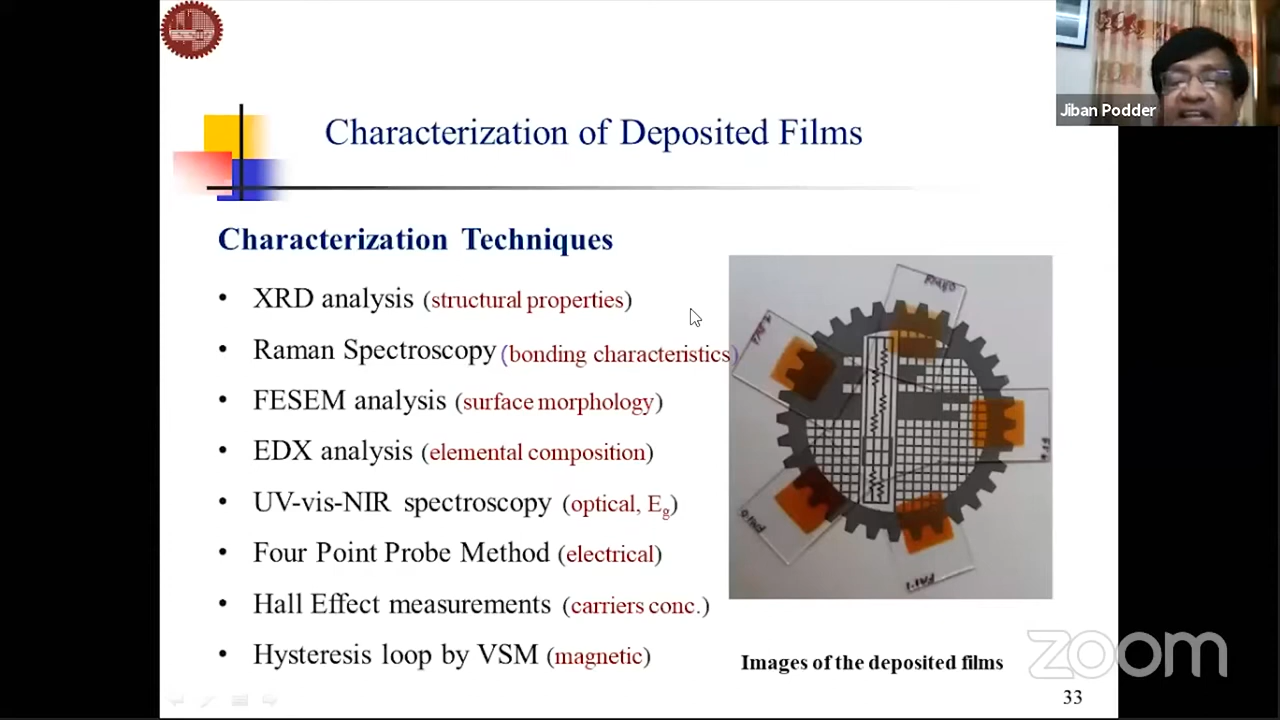 Jiban Podder
Characterization of Deposited Films
Characterization Techniques
• XRD analysis (structural properties)
• Raman Spectroscopy (bonding characteristics)
• FESEM analysis (surface morphology)
• EDX analysis (elemental composition)
• UV-vis-NIR spectroscopy (optical, Eg)
• Four Point Probe Method (electrical)
• Hall Effect measurements (carriers conc.)
• Hysteresis loop by VSM (magnetic)
Images of the deposited films
zoom
33